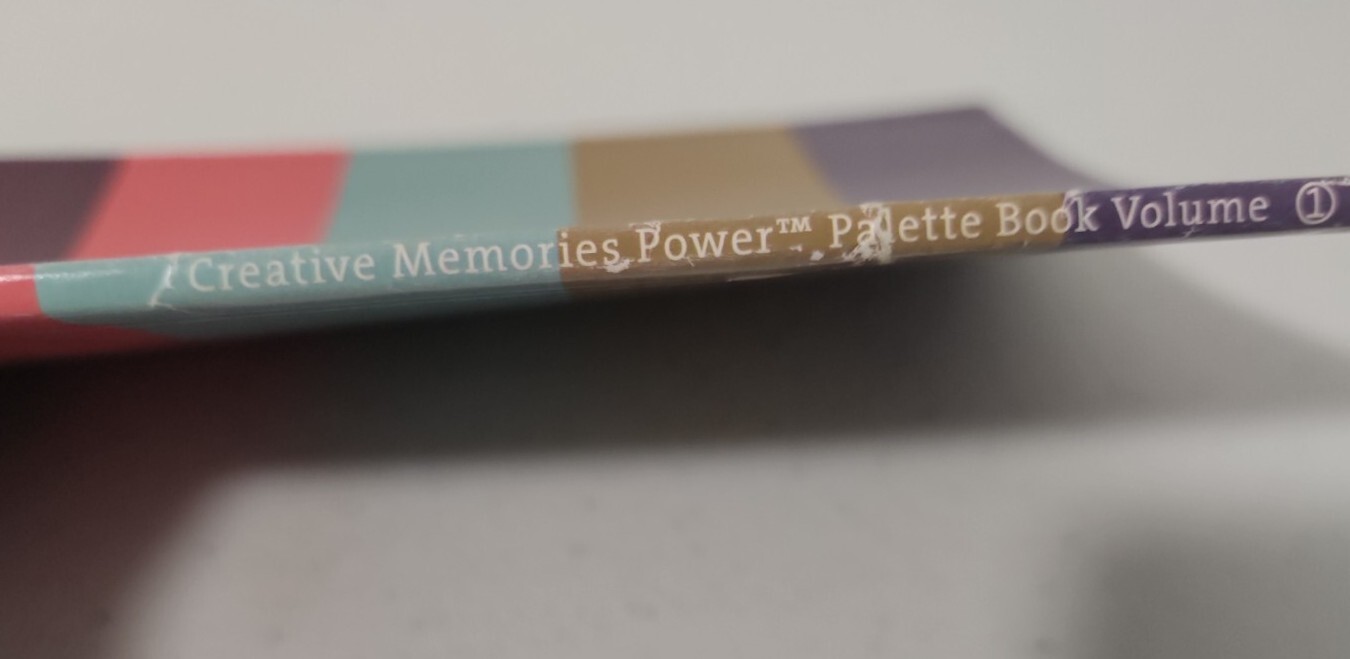 Creative Memories Power™ Palette Book Volume ①